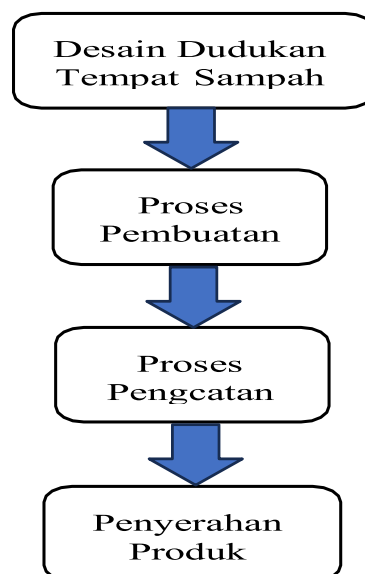 Desain Dudukan
Tempat Sampah
Proses
Pembuatan
Proses
Pengcatan
Penyerahan
Produk